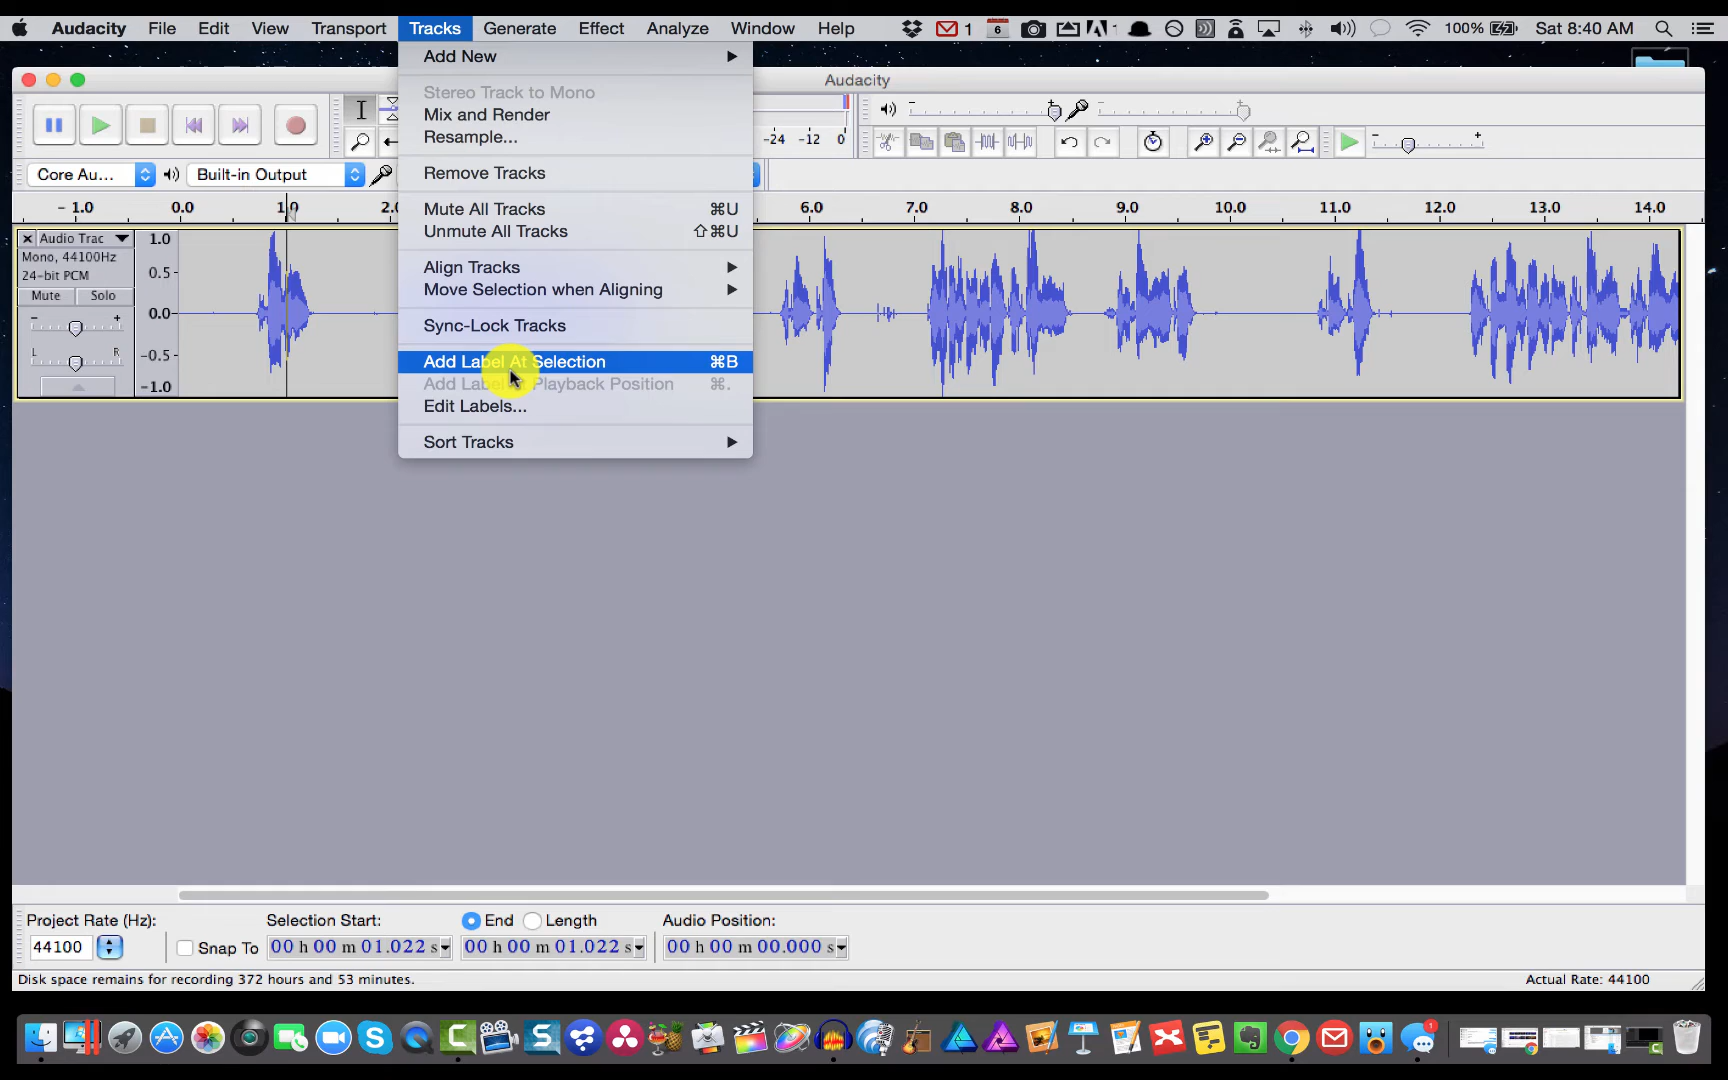 Audacity File Edit View Transport Tracks Generate Effect Analyze Window Help 1 6 100% Sat 8:40 AM
Audacity
Add New
Stereo Track to Mono
Mix and Render
Resample...
Remove Tracks
Mute All Tracks ⌘U
Unmute All Tracks ⇧⌘U
Align Tracks
Move Selection when Aligning
Sync-Lock Tracks
Add Label At Selection ⌘B
Add Label At Playback Position ⌘.
Edit Labels...
Sort Tracks
-24 -12 0
Core Au... Built-in Output
- 1.0 0.0 1.0 2.0 6.0 7.0 8.0 9.0 10.0 11.0 12.0 13.0 14.0
Audio Trac 1.0
Mono, 44100Hz
24-bit PCM 0.5
Mute Solo
- + 0.0
L R -0.5
-1.0
Project Rate (Hz): Selection Start: End Length Audio Position:
44100 Snap To 00 h 00 m 01.022 s 00 h 00 m 01.022 s 00 h 00 m 00.000 s
Disk space remains for recording 372 hours and 53 minutes. Actual Rate: 44100
1